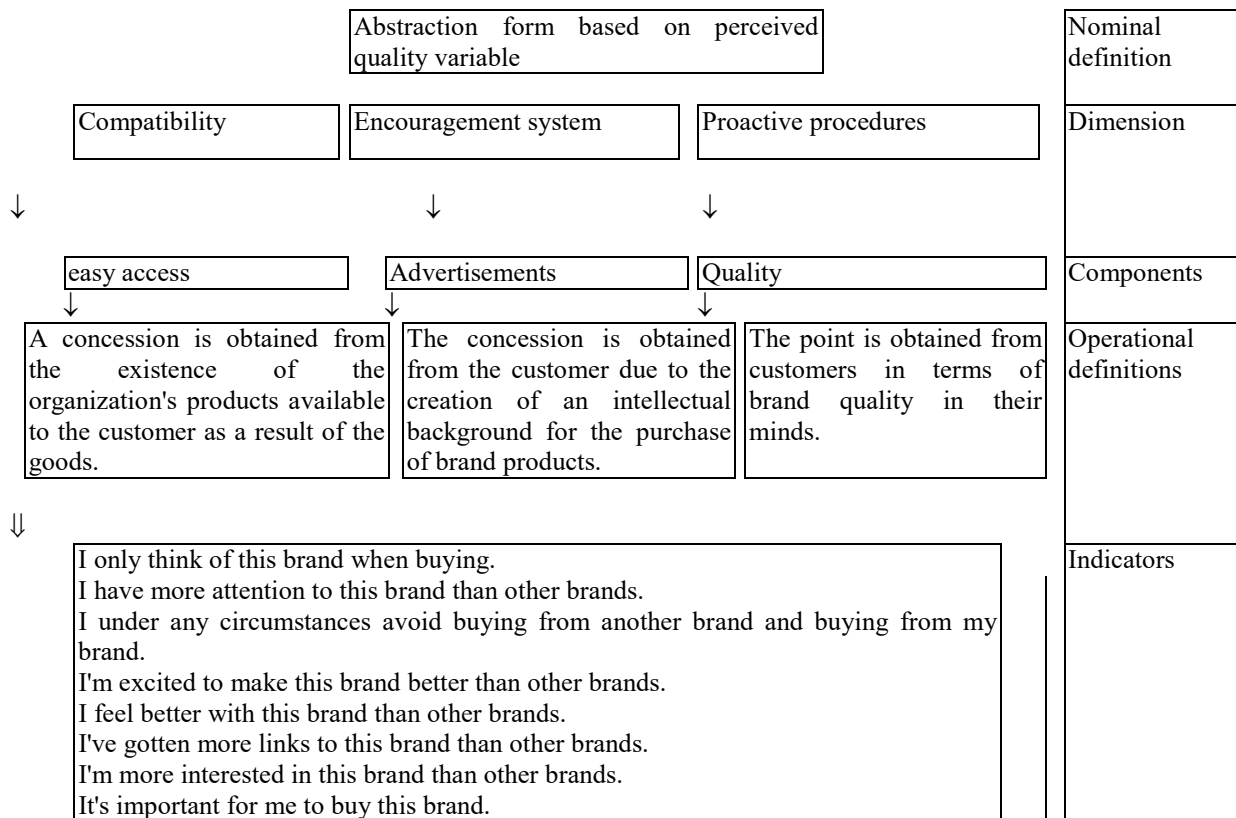 Abstraction form based on perceived
quality variable
Nominal
definition
Compatibility
Encouragement system
Proactive procedures
Dimension
↓ ↓ ↓
easy access
Advertisements
Quality
Components
↓ ↓ ↓
A concession is obtained from
the existence of the
organization's products available
to the customer as a result of the
goods.
The concession is obtained
from the customer due to the
creation of an intellectual
background for the purchase
of brand products.
The point is obtained from
customers in terms of
brand quality in their
minds.
Operational
definitions
⇓
I only think of this brand when buying.
I have more attention to this brand than other brands.
I under any circumstances avoid buying from another brand and buying from my
brand.
I'm excited to make this brand better than other brands.
I feel better with this brand than other brands.
I've gotten more links to this brand than other brands.
I'm more interested in this brand than other brands.
It's important for me to buy this brand.
Indicators